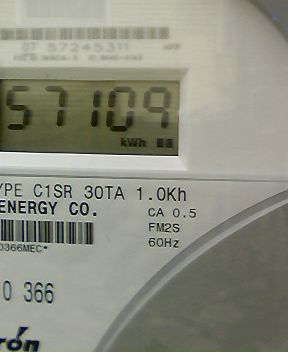 07 57245311
57109
kWh
YPE C1SR 30TA 1.0Kh
ENERGY CO.
CA 0.5
FM2S
60Hz
0366MEC*
0 366
rón